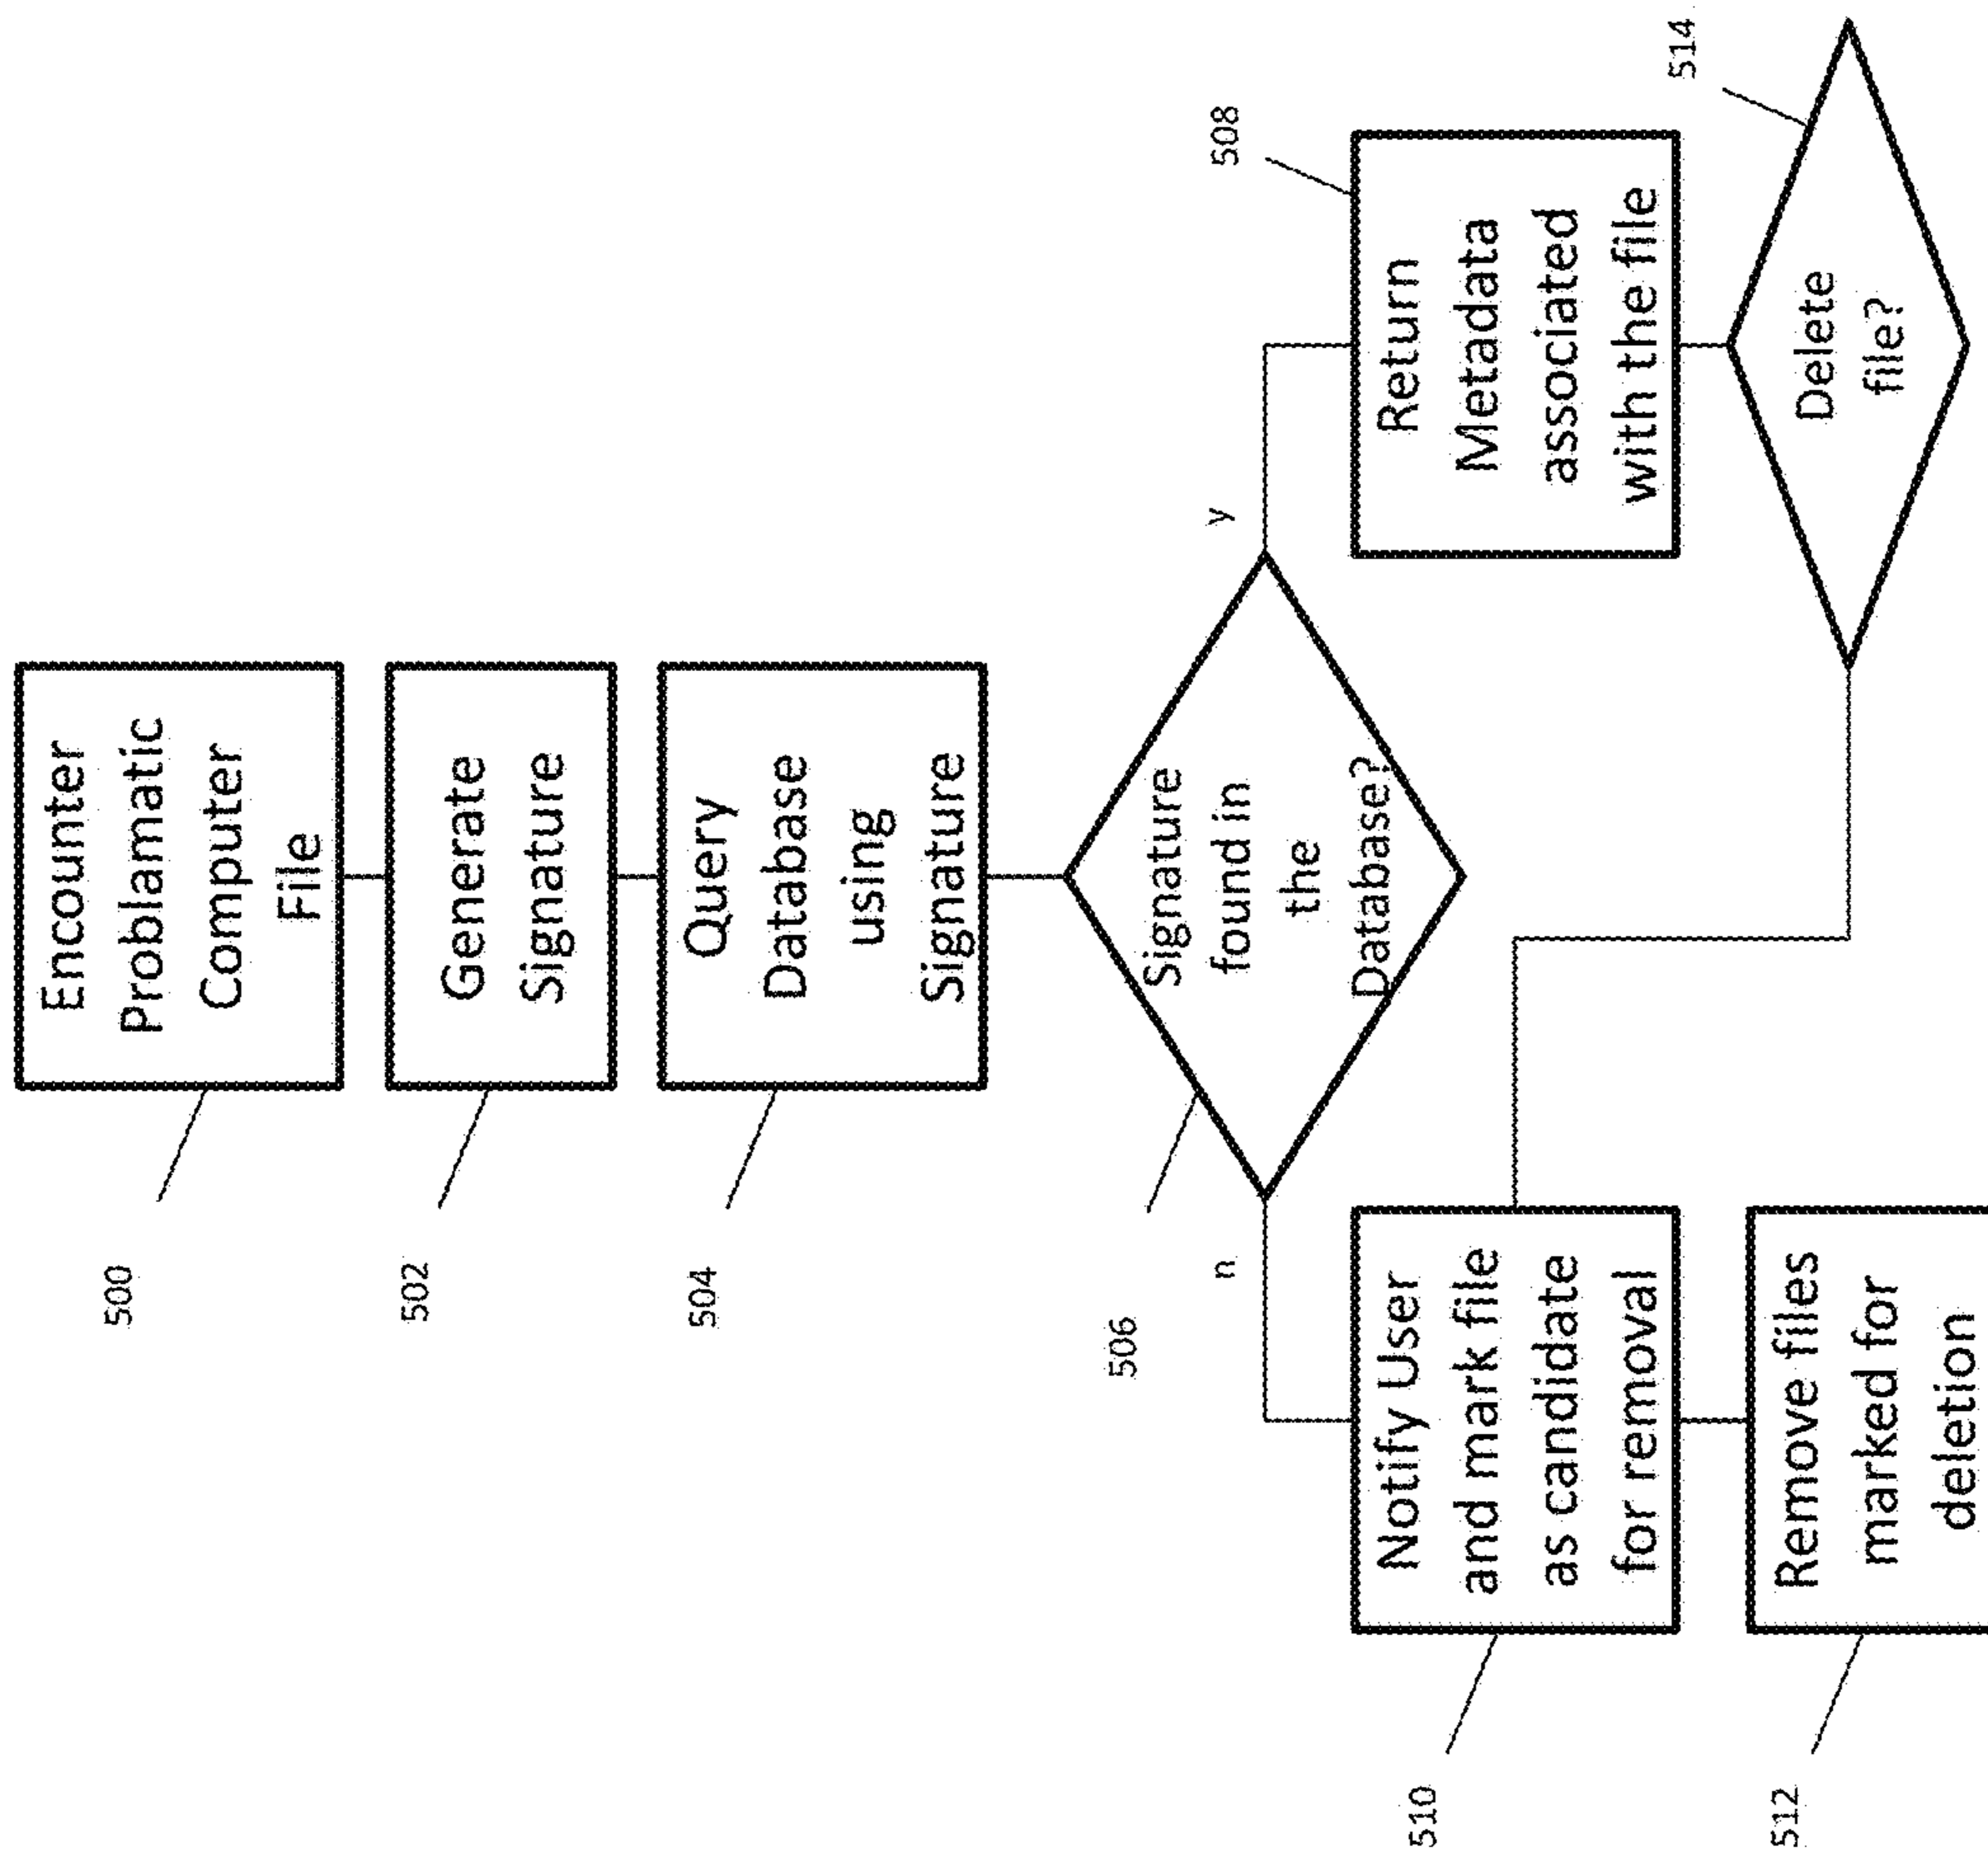 Encounter
Problamatic
Computer
File
500
Generate
Signature
502
Query
Database
using
Signature
504
Signature
found in
the
Database?
506
n
y
Notify User
and mark file
as candidate
for removal
510
Return
Metadata
associated
with the file
508
Remove files
marked for
deletion
512
Delete
file?
514